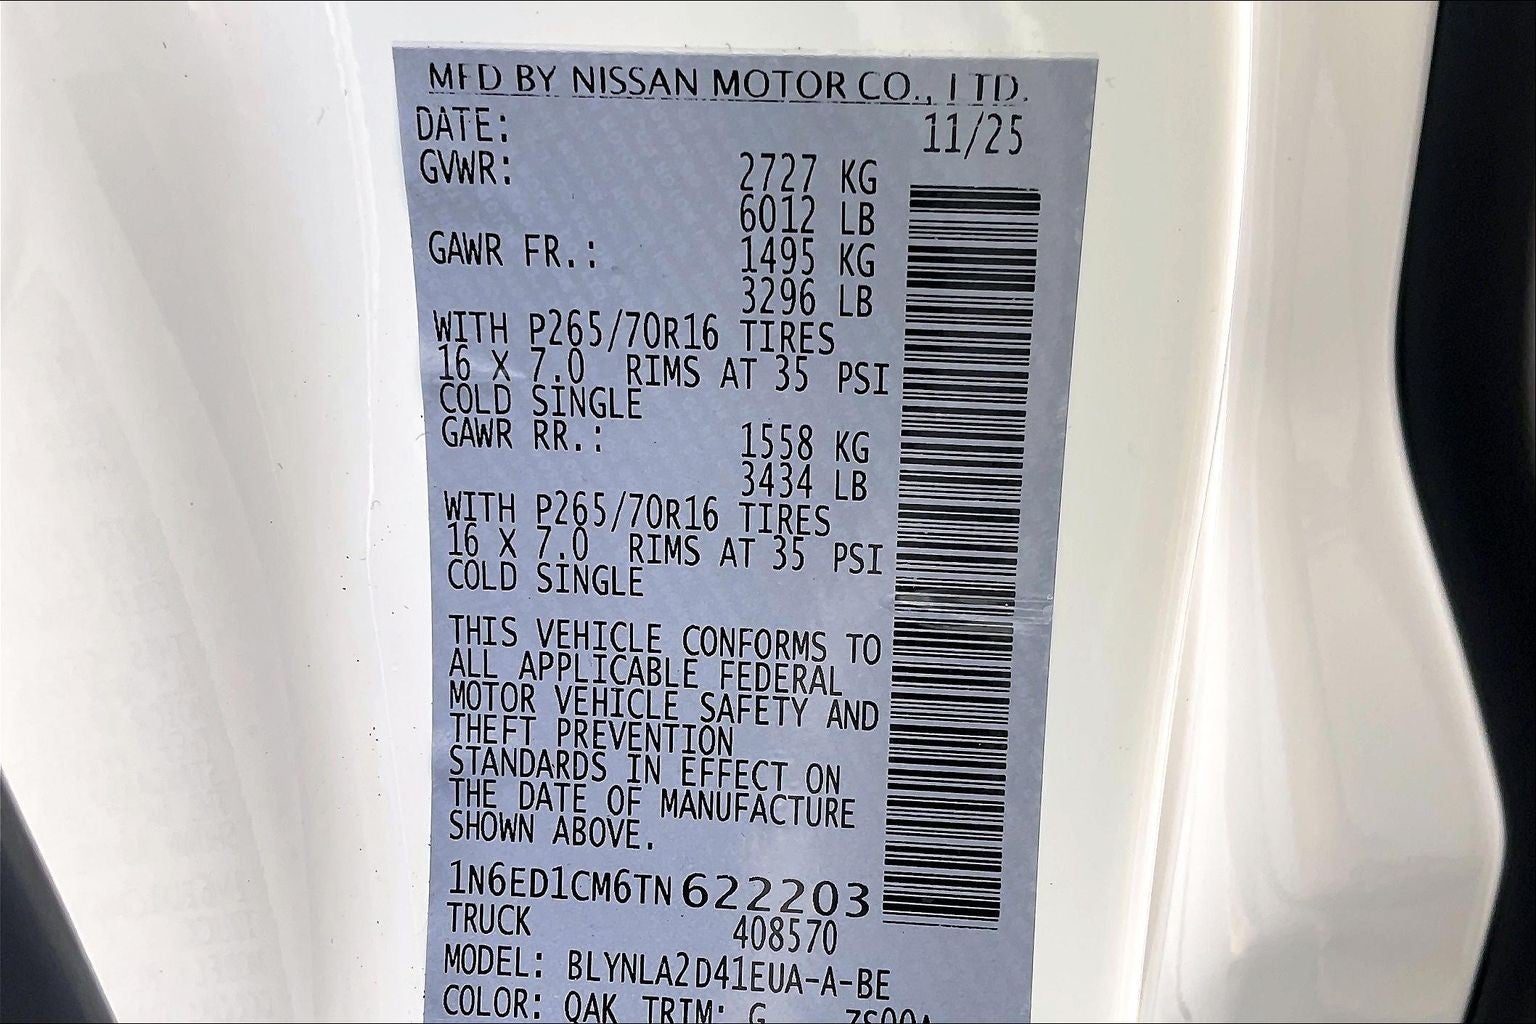 MFD BY NISSAN MOTOR CO., LTD.
DATE: 11/25
GVWR: 2727 KG
6012 LB
GAWR FR.: 1495 KG
3296 LB
WITH P265/70R16 TIRES
16 X 7.0 RIMS AT 35 PSI
COLD SINGLE
GAWR RR.: 1558 KG
3434 LB
WITH P265/70R16 TIRES
16 X 7.0 RIMS AT 35 PSI
COLD SINGLE
THIS VEHICLE CONFORMS TO
ALL APPLICABLE FEDERAL
MOTOR VEHICLE SAFETY AND
THEFT PREVENTION
STANDARDS IN EFFECT ON
THE DATE OF MANUFACTURE
SHOWN ABOVE.
1N6ED1CM6TN622203
TRUCK 408570
MODEL: BLYNLA2D41EUA-A-BE
COLOR: QAK TRIM: G